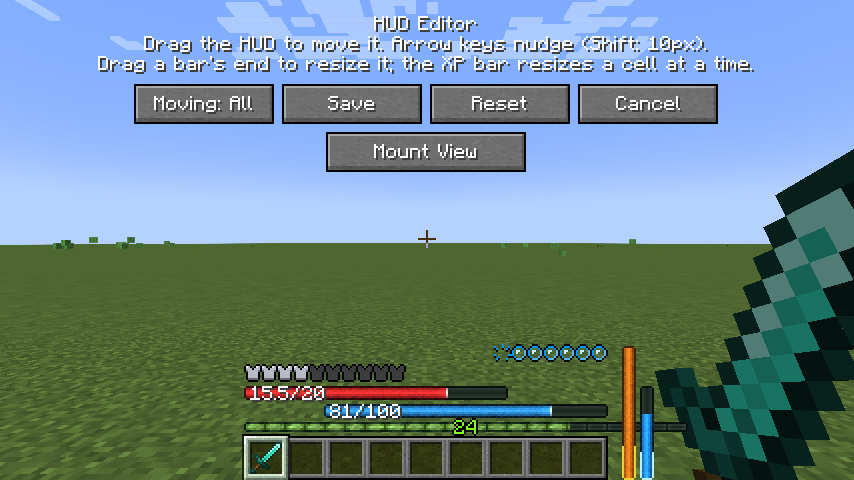 HUD Editor
Drag the HUD to move it. Arrow keys nudge (Shift: 10px).
Drag a bar's end to resize it; the XP bar resizes a cell at a time.
Moving: All
Save
Reset
Cancel
Mount View
15.5/20
81/100
24